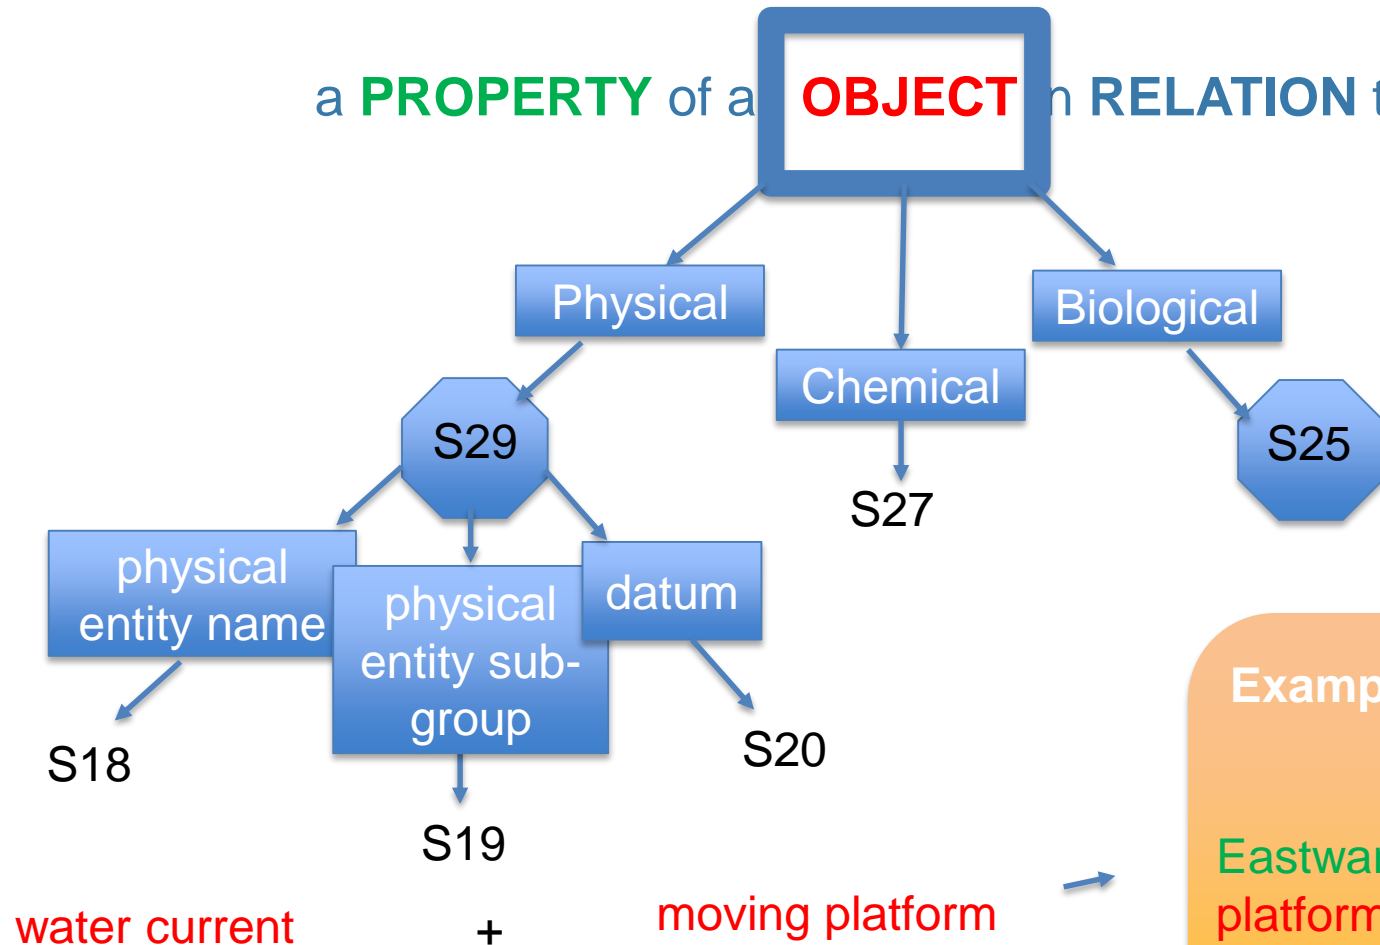 a PROPERTY of a OBJECT n RELATION t
Physical
Biological
Chemical
S29
S25
S27
physical
entity name
physical
entity sub-
group
datum
S18
S20
S19
Examp
Eastwar
platform
water current
+
moving platform